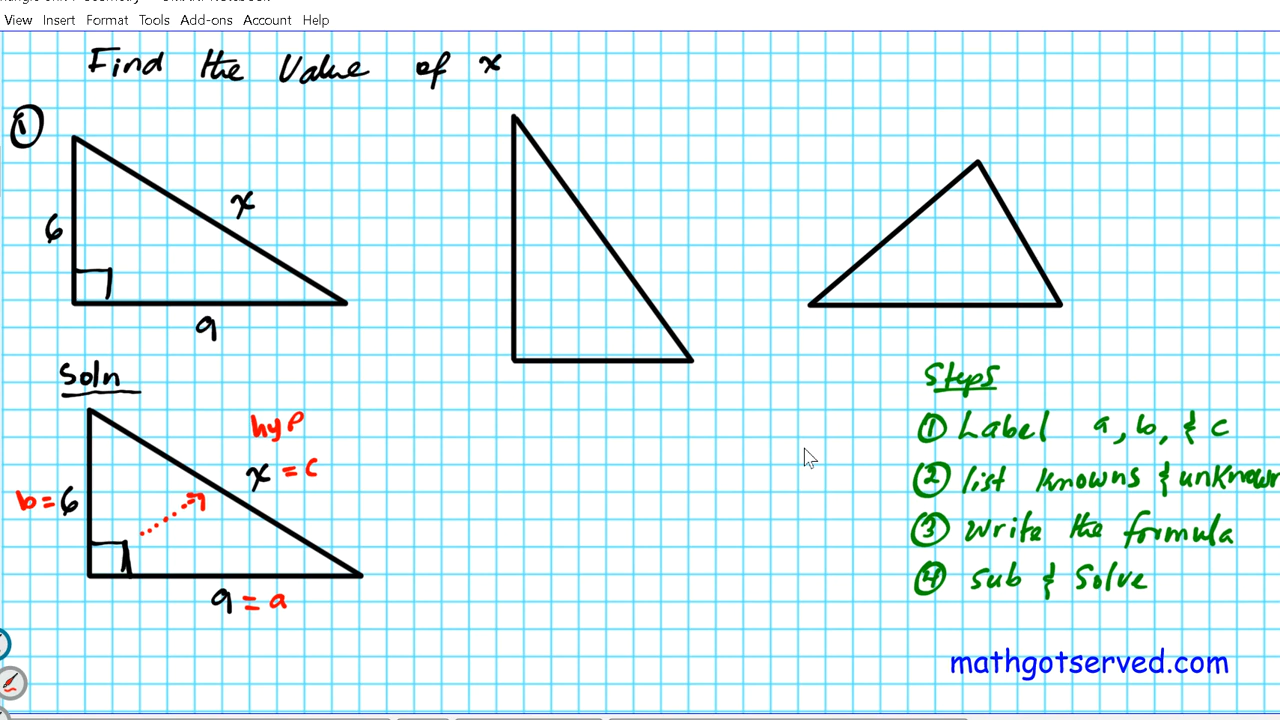 View Insert Format Tools Add-ons Account Help
Find the Value of x
①
6
x
9
Soln
hyp
x = c
b = 6
9 = a
Steps
① Label a, b, & c
② list knowns & unknown
③ Write the formula
④ Sub & Solve
mathgotserved.com